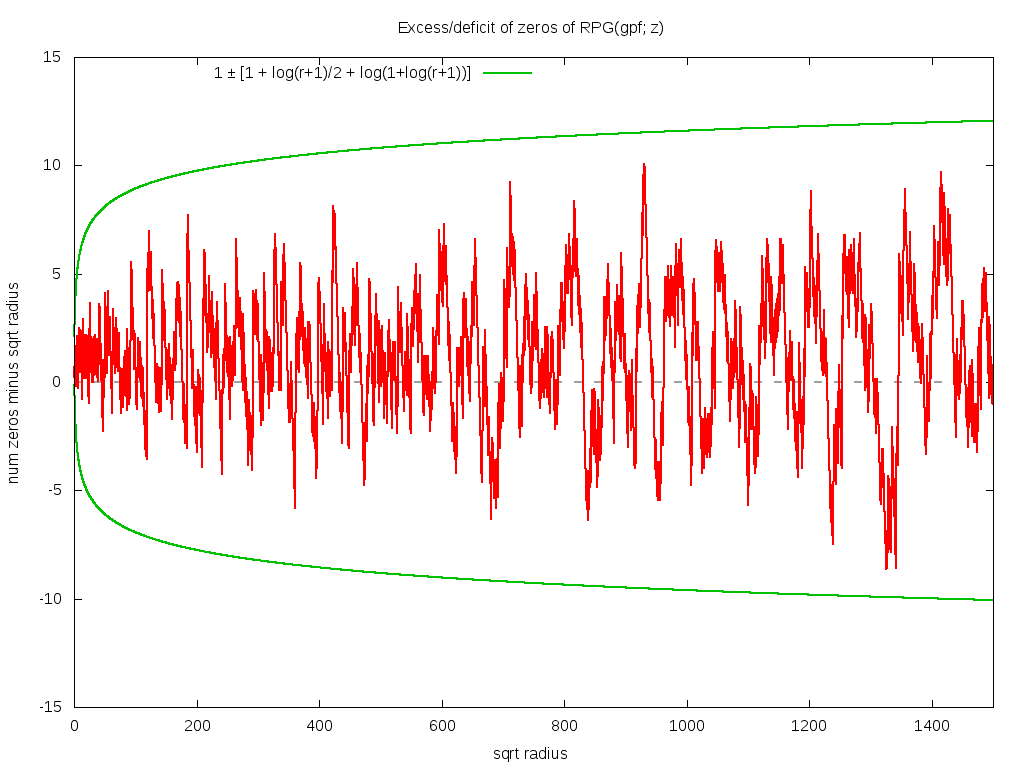 Excess/deficit of zeros of RPG(gpf; z)
1 ± [1 + log(r+1)/2 + log(1+log(r+1))]
15
10
5
0
-5
-10
-15
num zeros minus sqrt radius
0 200 400 600 800 1000 1200 1400
sqrt radius